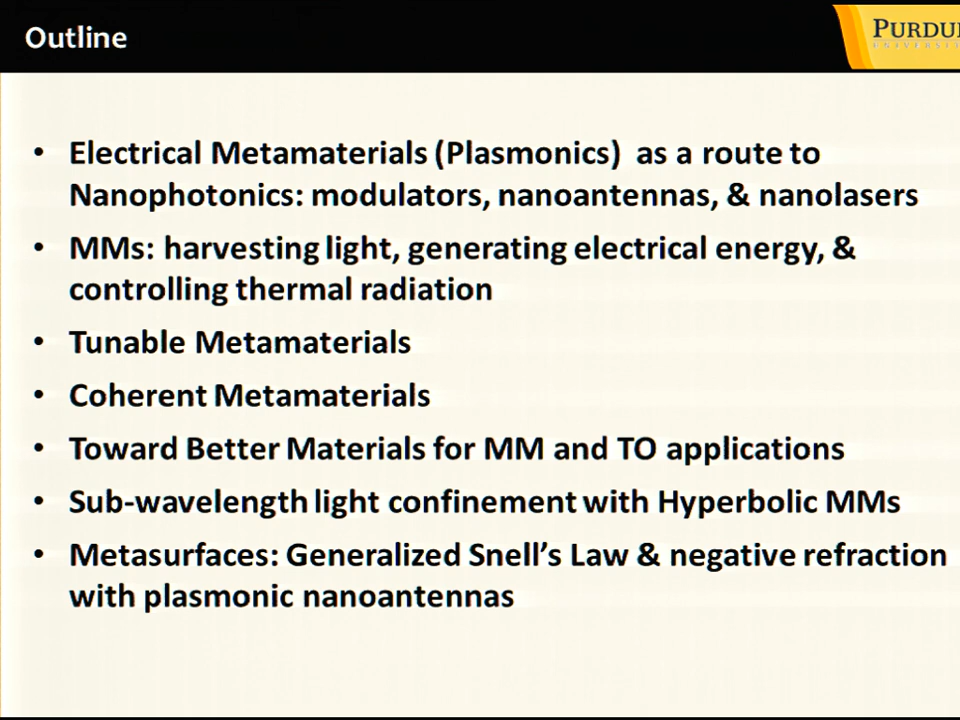 Outline
PURDUE
UNIVERSITY
• Electrical Metamaterials (Plasmonics) as a route to
Nanophotonics: modulators, nanoantennas, & nanolasers
• MMs: harvesting light, generating electrical energy, &
controlling thermal radiation
• Tunable Metamaterials
• Coherent Metamaterials
• Toward Better Materials for MM and TO applications
• Sub-wavelength light confinement with Hyperbolic MMs
• Metasurfaces: Generalized Snell's Law & negative refraction
with plasmonic nanoantennas